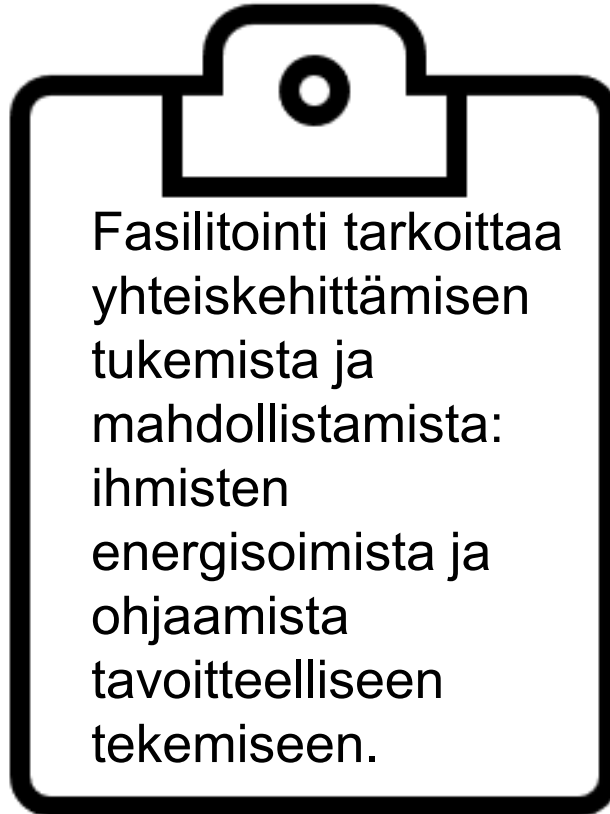 Fasilitointi tarkoittaa
yhteiskehittämisen
tukemista ja
mahdollistamista:
ihmisten
energisoimista ja
ohjaamista
tavoitteelliseen
tekemiseen.